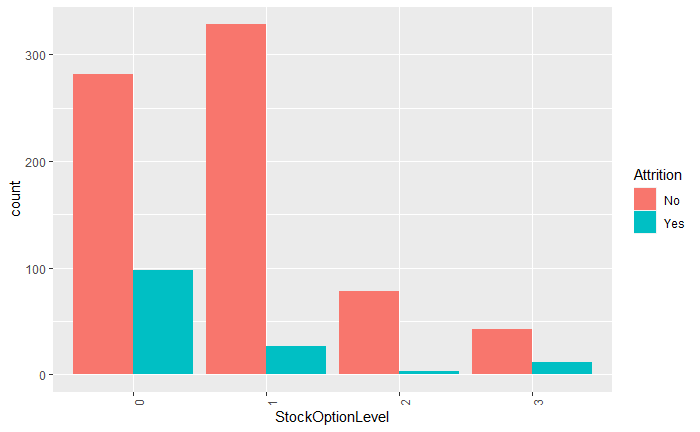 300
200
100
0
count
0
1
2
3
StockOptionLevel
Attrition
No
Yes